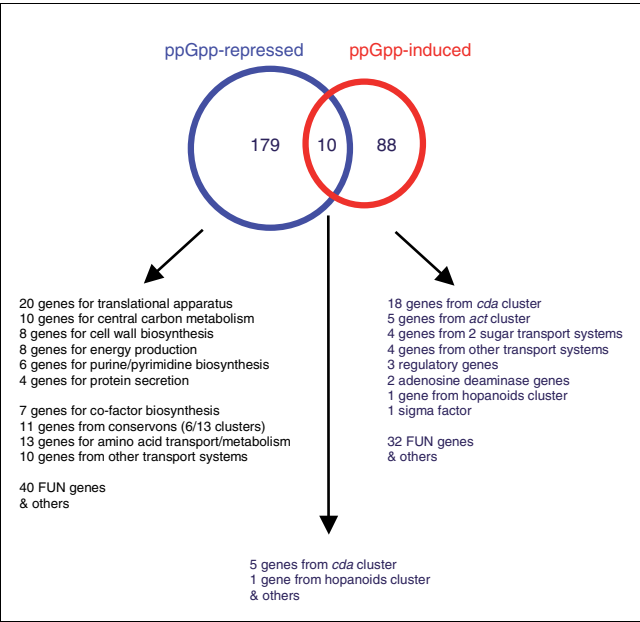 ppGpp-repressed
ppGpp-induced
179
10
88
20 genes for translational apparatus
10 genes for central carbon metabolism
8 genes for cell wall biosynthesis
8 genes for energy production
6 genes for purine/pyrimidine biosynthesis
4 genes for protein secretion
7 genes for co-factor biosynthesis
11 genes from conservons (6/13 clusters)
13 genes for amino acid transport/metabolism
10 genes from other transport systems
40 FUN genes
& others
18 genes from cda cluster
5 genes from act cluster
4 genes from 2 sugar transport systems
4 genes from other transport systems
3 regulatory genes
2 adenosine deaminase genes
1 gene from hopanoids cluster
1 sigma factor
32 FUN genes
& others
5 genes from cda cluster
1 gene from hopanoids cluster
& others